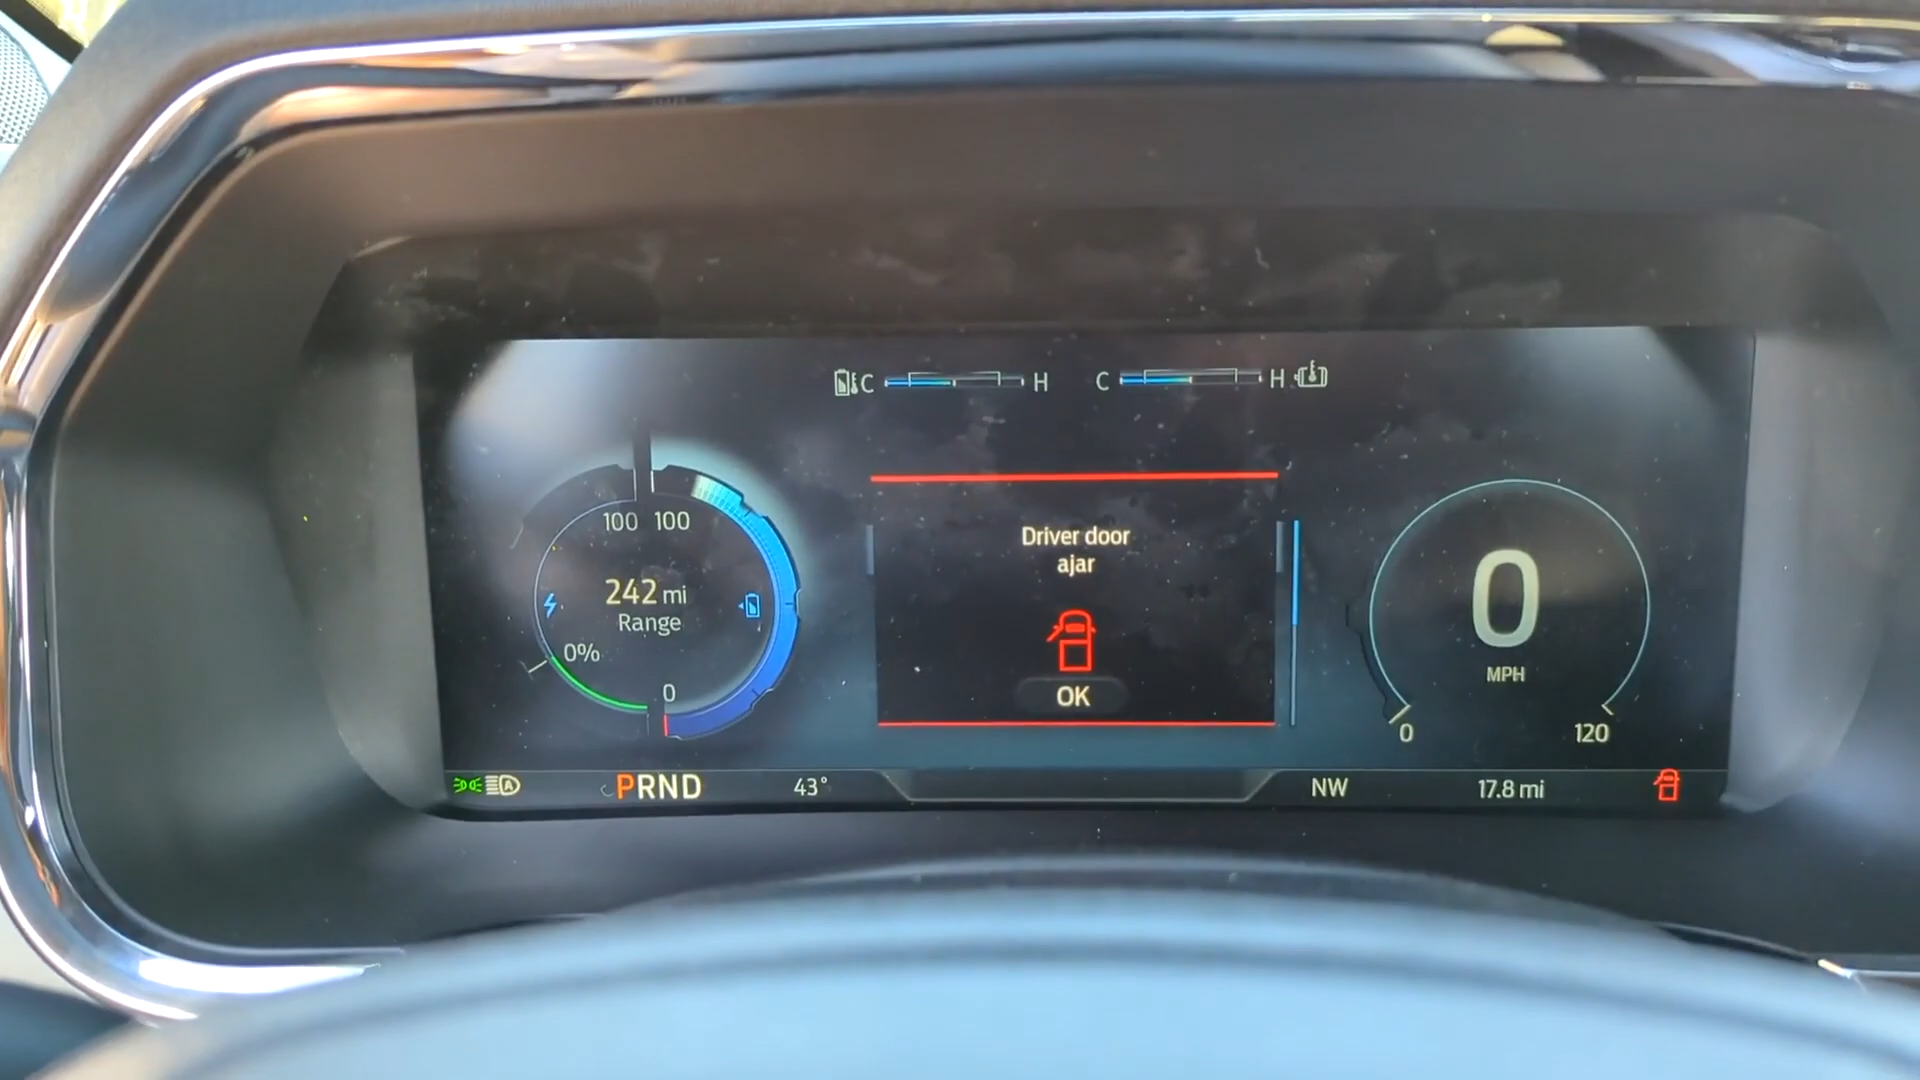 C H C H
100 100
242 mi
Range
0%
0
Driver door
ajar
OK
0
MPH
0 120
A PRND 43° NW 17.8 mi